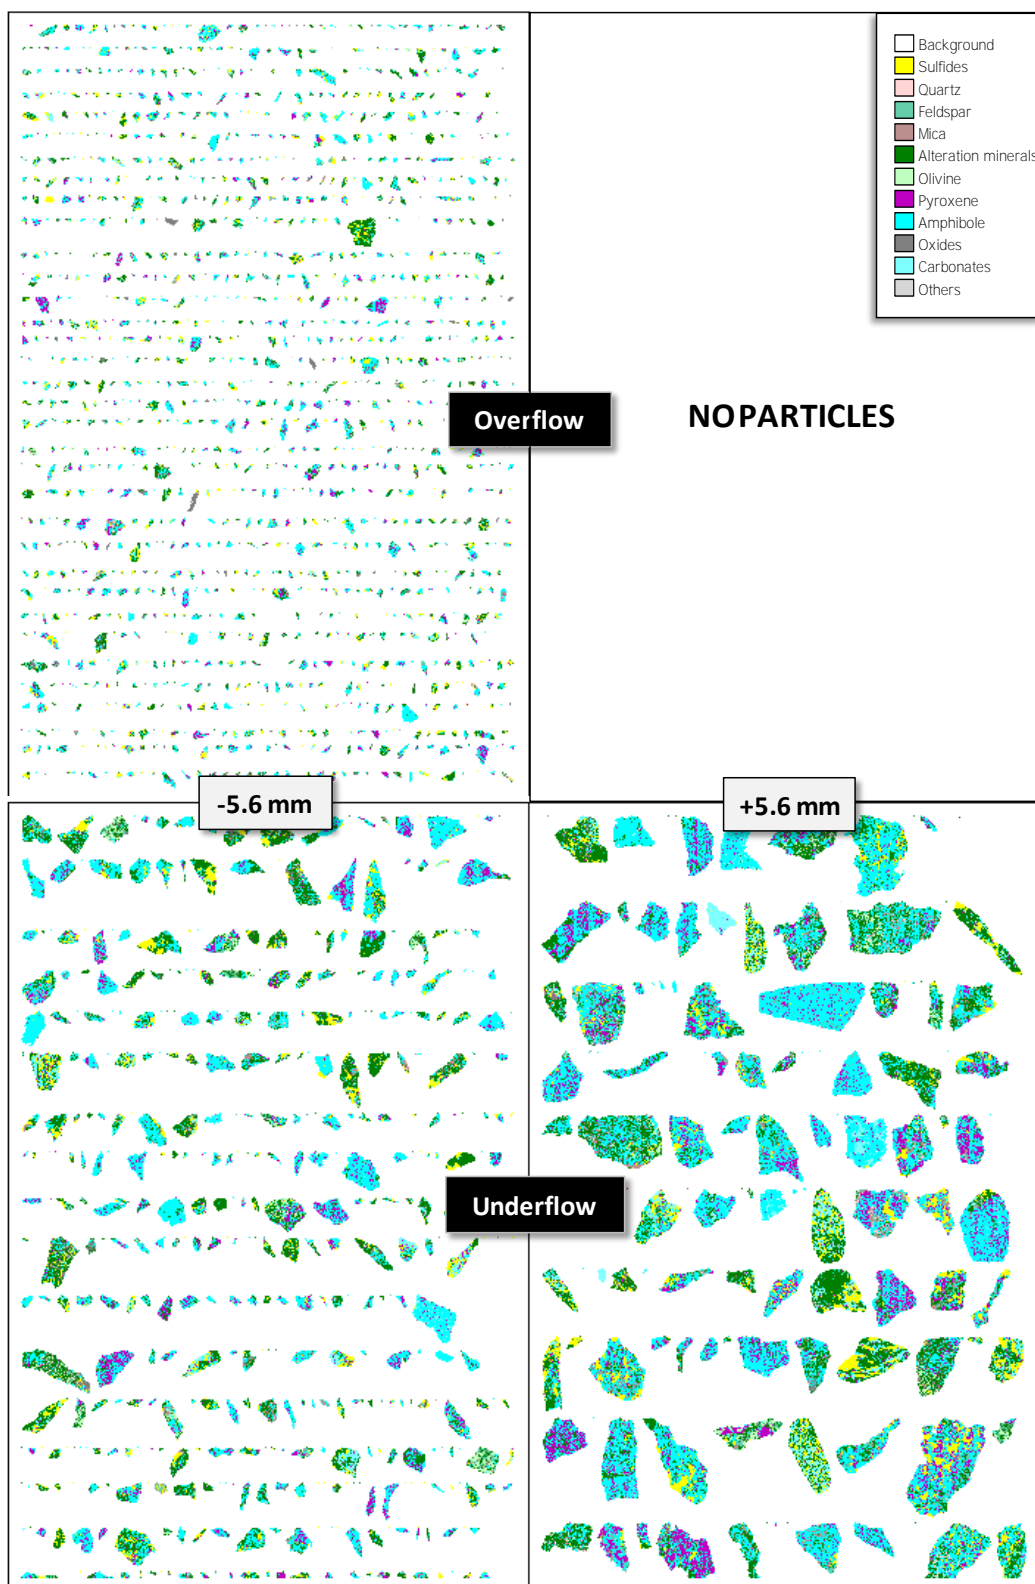 Background
Sulfides
Quartz
Feldspar
Mica
Alteration minerals
Olivine
Pyroxene
Amphibole
Oxides
Carbonates
Others
Overflow
NO PARTICLES
-5.6 mm
+5.6 mm
Underflow